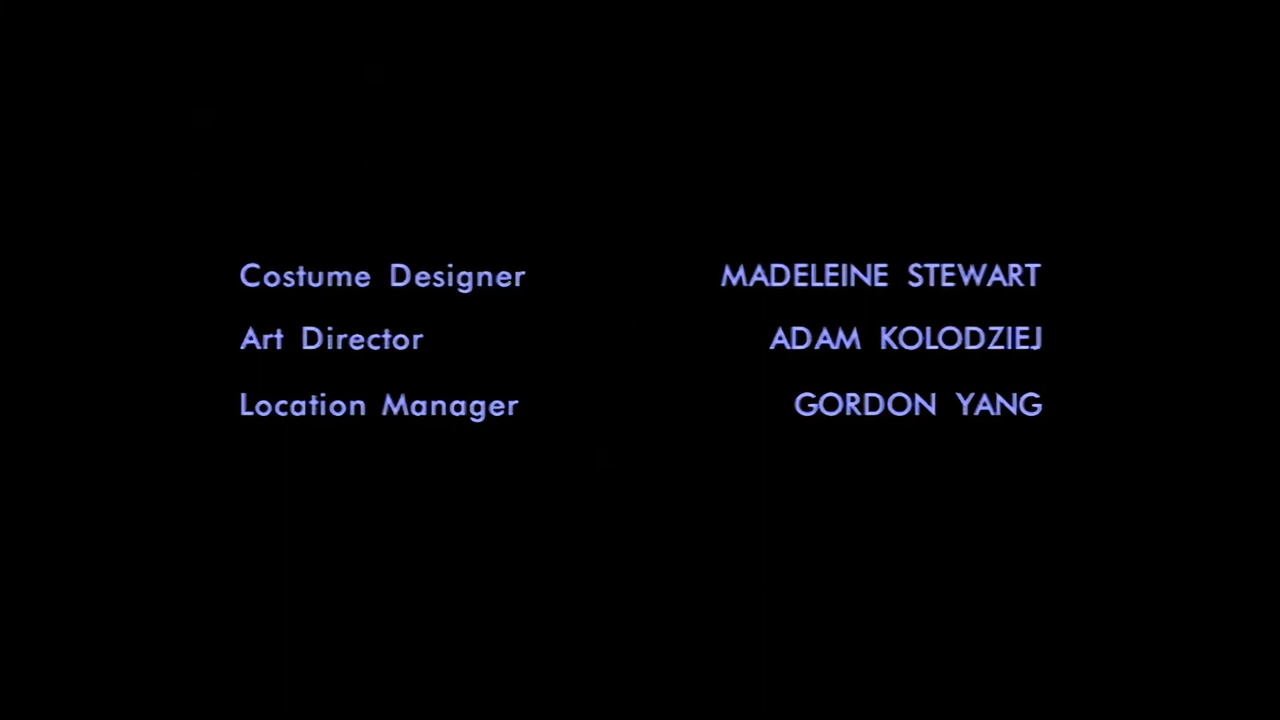 Costume Designer MADELEINE STEWART
Art Director ADAM KOLODZIEJ
Location Manager GORDON YANG